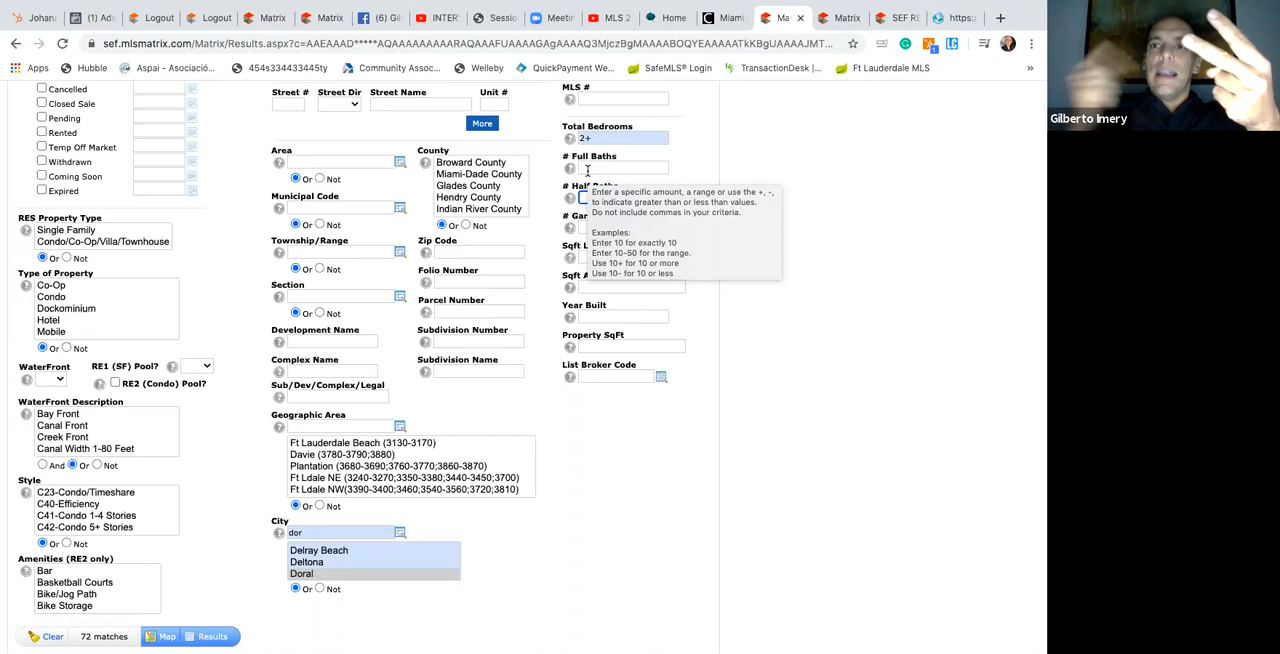 Johan
(1) Ad
Logout
Logout
Matrix
Matrix
(6) Gil
INTER
Sessio
Meetin
MLS 2
Home
Miami
Mat
Matrix
SEF RE
https:/
sef.mlsmatrix.com/Matrix/Results.aspx?c=AAEAAAD*****AQAAAAAAAAARAQAAAFUAAAAGAgAAAAQ3MjczBgMAAAABOQYEAAAAATkKBgUAAAAJMT...
Apps
Hubble
Aspai - Asociació...
454s334433445ty
Community Assoc...
Welleby
QuickPayment We...
SafeMLS® Login
TransactionDesk |...
Ft Lauderdale MLS
»
Cancelled
Closed Sale
Pending
Rented
Temp Off Market
Withdrawn
Coming Soon
Expired
RES Property Type
Single Family
Condo/Co-Op/Villa/Townhouse
Or Not
Type of Property
Co-Op
Condo
Dockominium
Hotel
Mobile
Or Not
WaterFront
RE1 (SF) Pool?
RE2 (Condo) Pool?
WaterFront Description
Bay Front
Canal Front
Creek Front
Canal Width 1-80 Feet
And Or Not
Style
C23-Condo/Timeshare
C40-Efficiency
C41-Condo 1-4 Stories
C42-Condo 5+ Stories
Or Not
Amenities (RE2 only)
Bar
Basketball Courts
Bike/Jog Path
Bike Storage
Clear
72 matches
Map
Results
Street #
Street Dir
Street Name
Unit #
More
Area
Or Not
Municipal Code
Or Not
Township/Range
Or Not
Section
Or Not
Development Name
Complex Name
Sub/Dev/Complex/Legal
County
Broward County
Miami-Dade County
Glades County
Hendry County
Indian River County
Or Not
Zip Code
Folio Number
Parcel Number
Subdivision Number
Subdivision Name
Geographic Area
Ft Lauderdale Beach (3130-3170)
Davie (3780-3790;3880)
Plantation (3680-3690;3760-3770;3860-3870)
Ft Ldale NE (3240-3270;3350-3380;3440-3450;3700)
Ft Ldale NW(3390-3400;3460;3540-3560;3720;3810)
Or Not
City
dor
Delray Beach
Deltona
Doral
Or Not
MLS #
Total Bedrooms
2+
# Full Baths
# Half Baths
# Ga
Sqft L
Sqft A
Year Built
Property SqFt
List Broker Code
Enter a specific amount, a range or use the +, -,
to indicate greater than or less than values.
Do not include commas in your criteria.
Examples:
Enter 10 for exactly 10
Enter 10-50 for the range.
Use 10+ for 10 or more
Use 10- for 10 or less
Gilberto Imery